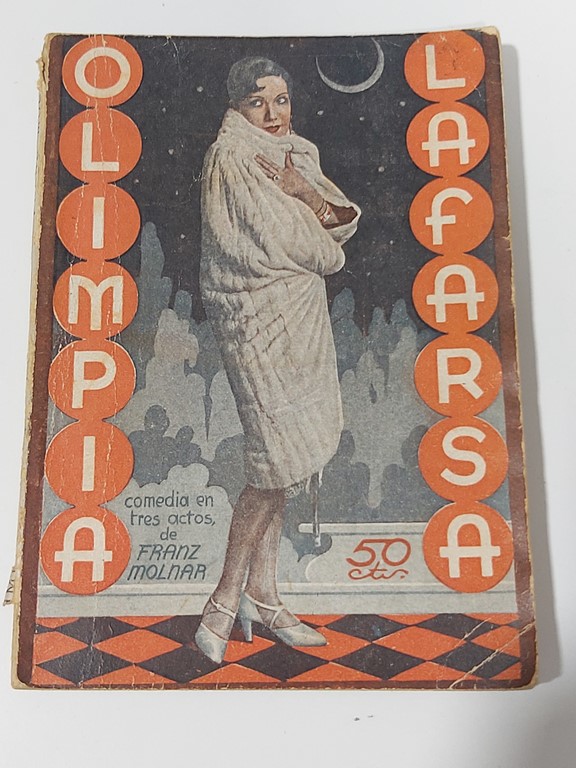 OLIMPIA
LA FARSA
comedia en
tres actos,
de
FRANZ
MOLNAR
50
cts.